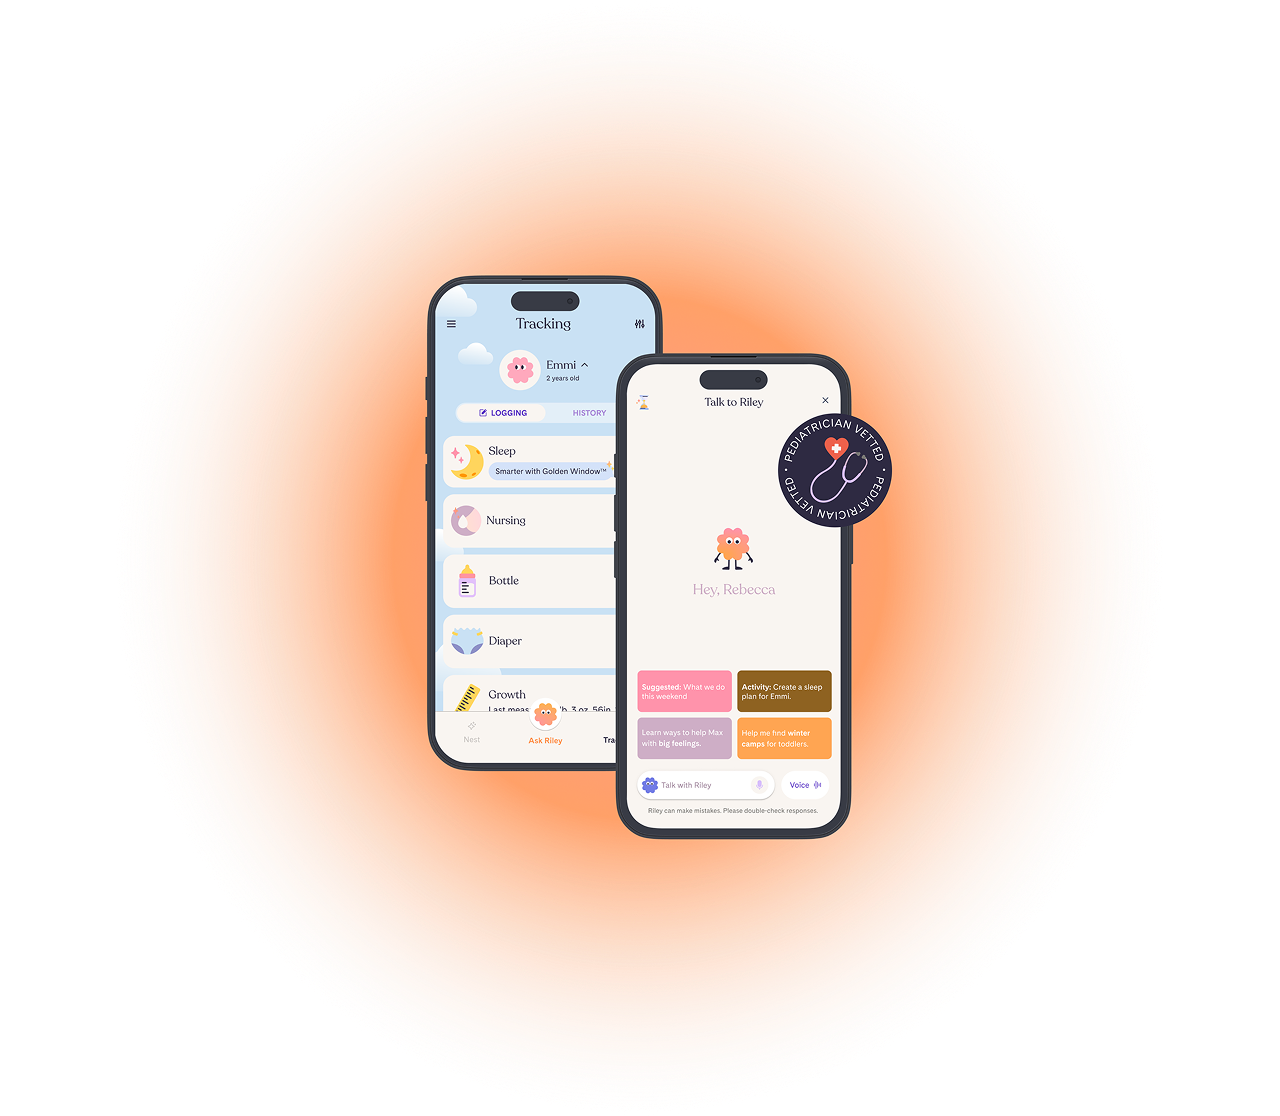 Tracking
Emmi
2 years old
LOGGING
HISTORY
Sleep
Smarter with Golden Window™
Nursing
Bottle
Diaper
Growth
Last meas
lb, 3 oz, 56in
Nest
Ask Riley
Tra
Talk to Riley
PEDIATRICIAN VETTED • PEDIATRICIAN VETTED •
Hey, Rebecca
Suggested: What we do
this weekend
Activity: Create a sleep
plan for Emmi.
Learn ways to help Max
with big feelings.
Help me find winter
camps for toddlers.
Talk with Riley
Voice
Riley can make mistakes. Please double-check responses.